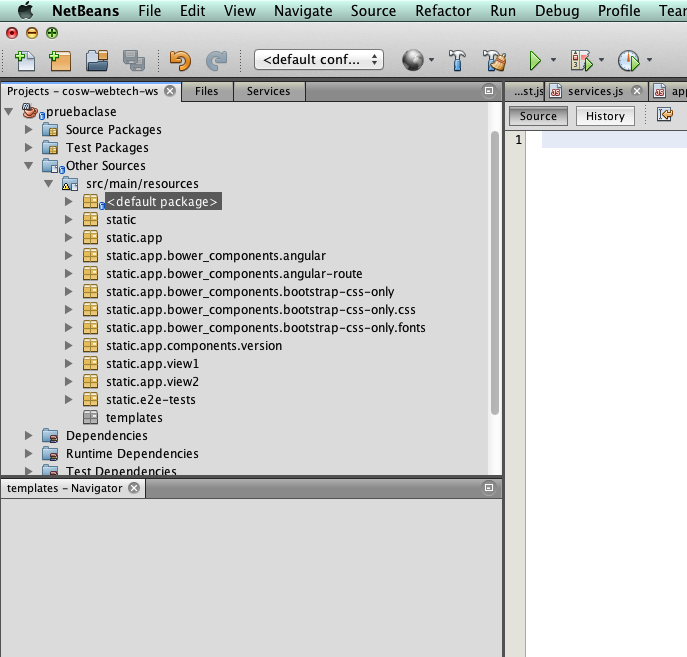 NetBeans File Edit View Navigate Source Refactor Run Debug Profile Tear
<default conf...
Projects – cosw-webtech-ws Files Services
...st.js services.js app
Source History
1
pruebaclase
Source Packages
Test Packages
Other Sources
src/main/resources
<default package>
static
static.app
static.app.bower_components.angular
static.app.bower_components.angular-route
static.app.bower_components.bootstrap-css-only
static.app.bower_components.bootstrap-css-only.css
static.app.bower_components.bootstrap-css-only.fonts
static.app.components.version
static.app.view1
static.app.view2
static.e2e-tests
templates
Dependencies
Runtime Dependencies
Test Dependencies
templates – Navigator